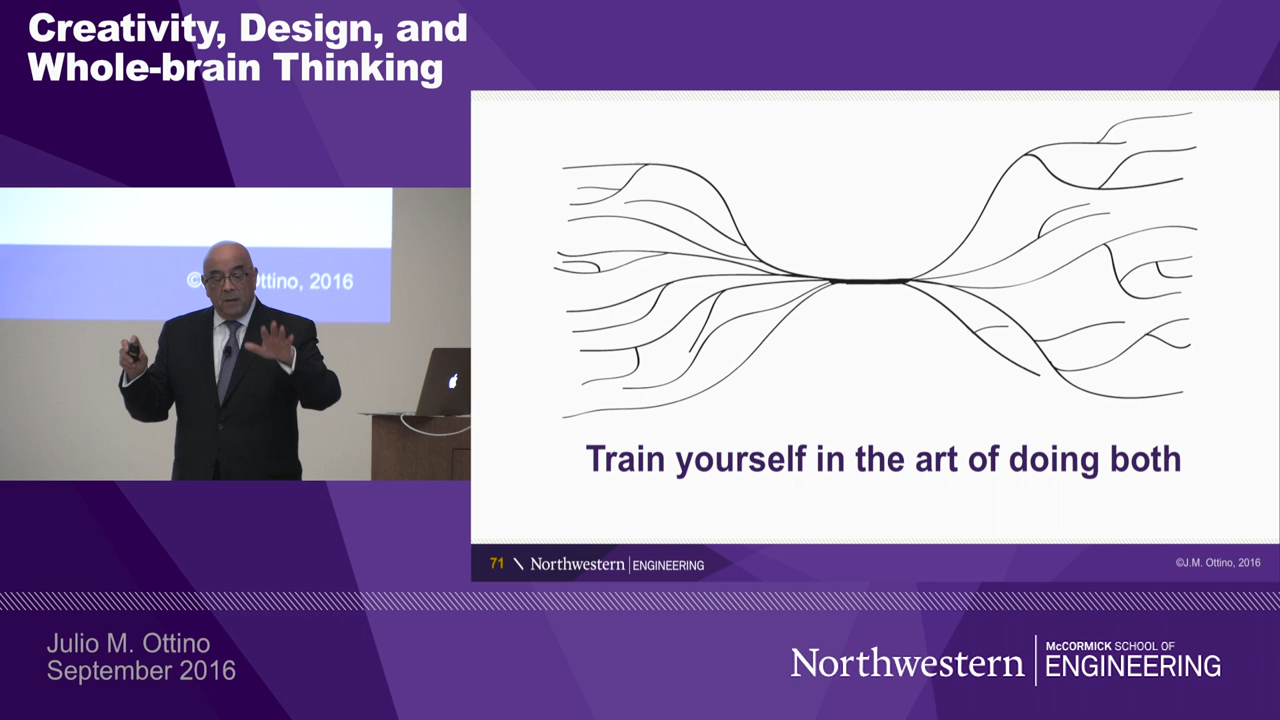 Creativity, Design, and
Whole-brain Thinking
© Ottino, 2016
Train yourself in the art of doing both
71 \ Northwestern | ENGINEERING
©J.M. Ottino, 2016
Julio M. Ottino
September 2016
Northwestern
McCORMICK SCHOOL OF
ENGINEERING